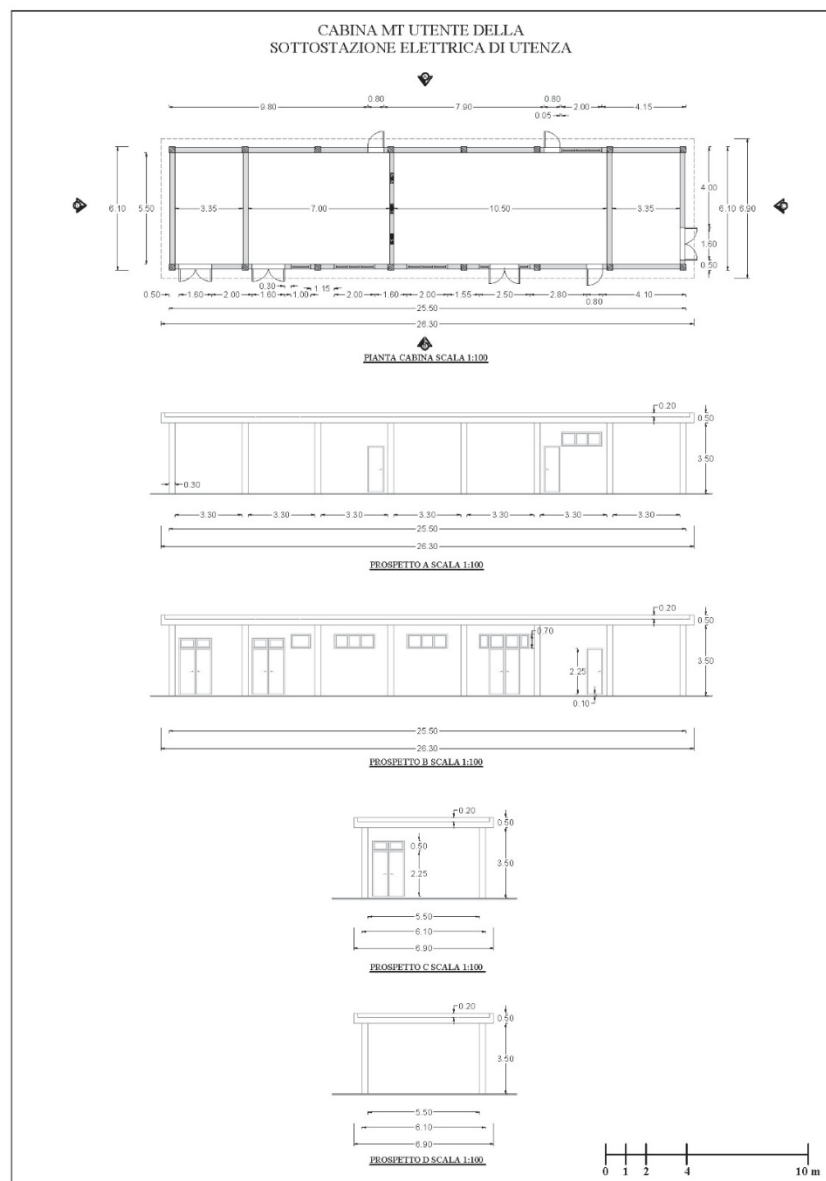 CABINA MT UTENTE DELLA
SOTTOSTAZIONE ELETTRICA DI UTENZA
9.80 0.80 7.90 0.80 2.00 4.15
0.05
6.10 5.50 3.35 7.00 10.50 3.35 4.00 1.60 0.50 6.10 6.90
0.50 1.60 2.00 1.60 0.30 1.00 1.15 2.00 1.60 2.00 1.55 2.50 2.80 0.80 4.10
25.50
26.30
PIANTA CABINA SCALA 1:100
0.20
0.50
3.50
0.30
3.30 3.30 3.30 3.30 3.30 3.30 3.30
25.50
26.30
PROSPETTO A SCALA 1:100
0.20
0.50
0.70
3.50
2.25
0.10
25.50
26.30
PROSPETTO B SCALA 1:100
0.20
0.50
0.50
3.50
2.25
5.50
6.10
6.90
PROSPETTO C SCALA 1:100
0.20
0.50
3.50
5.50
6.10
6.90
PROSPETTO D SCALA 1:100
0 1 2 4 10 m